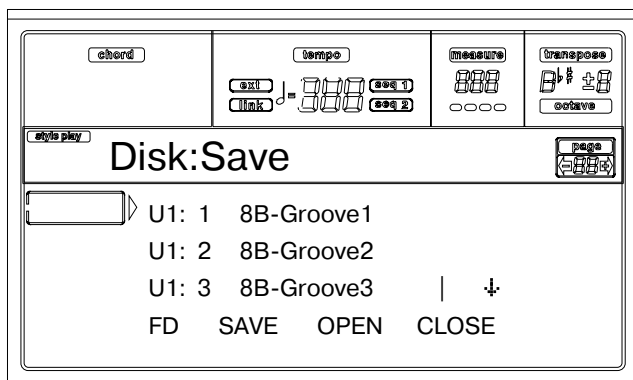 chord tempo measure transpose
ext seq 1
link seq 2 octave
style play Disk:Save page
U1: 1 8B-Groove1
U1: 2 8B-Groove2
U1: 3 8B-Groove3
FD SAVE OPEN CLOSE